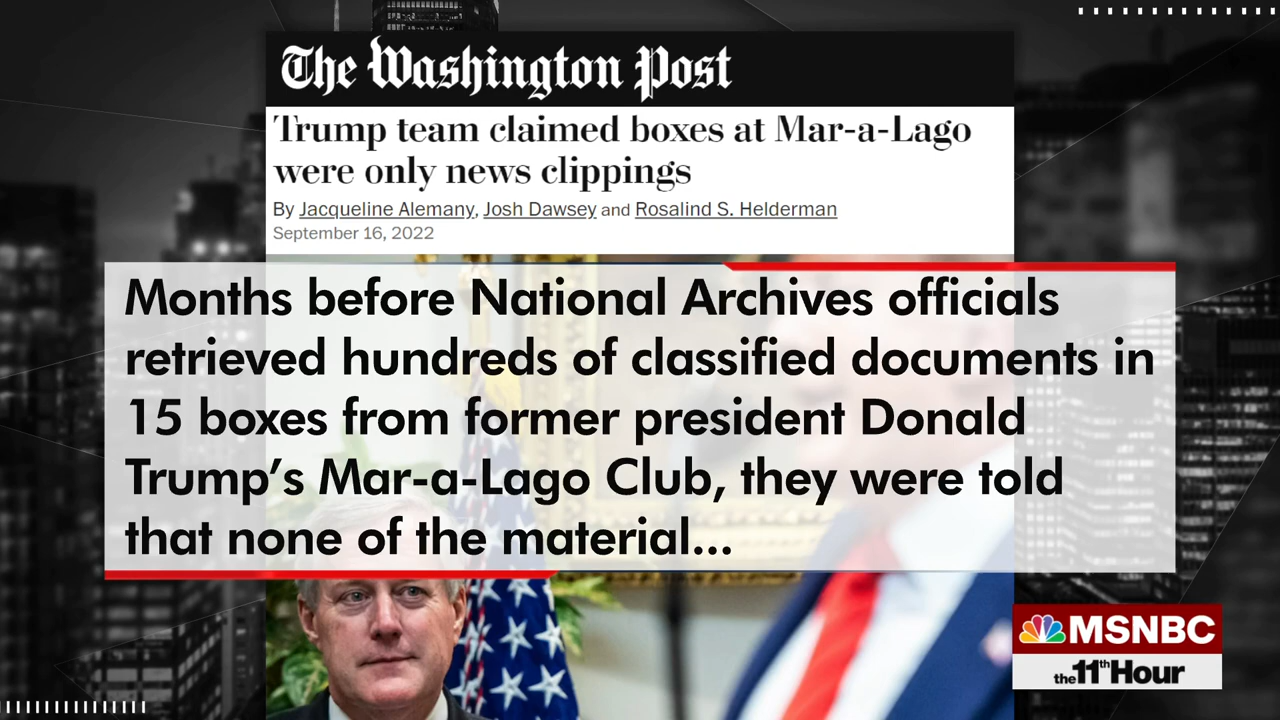 The Washington Post
Trump team claimed boxes at Mar-a-Lago
were only news clippings
By Jacqueline Alemany, Josh Dawsey and Rosalind S. Helderman
September 16, 2022
Months before National Archives officials
retrieved hundreds of classified documents in
15 boxes from former president Donald
Trump’s Mar-a-Lago Club, they were told
that none of the material...
MSNBC
the 11th Hour